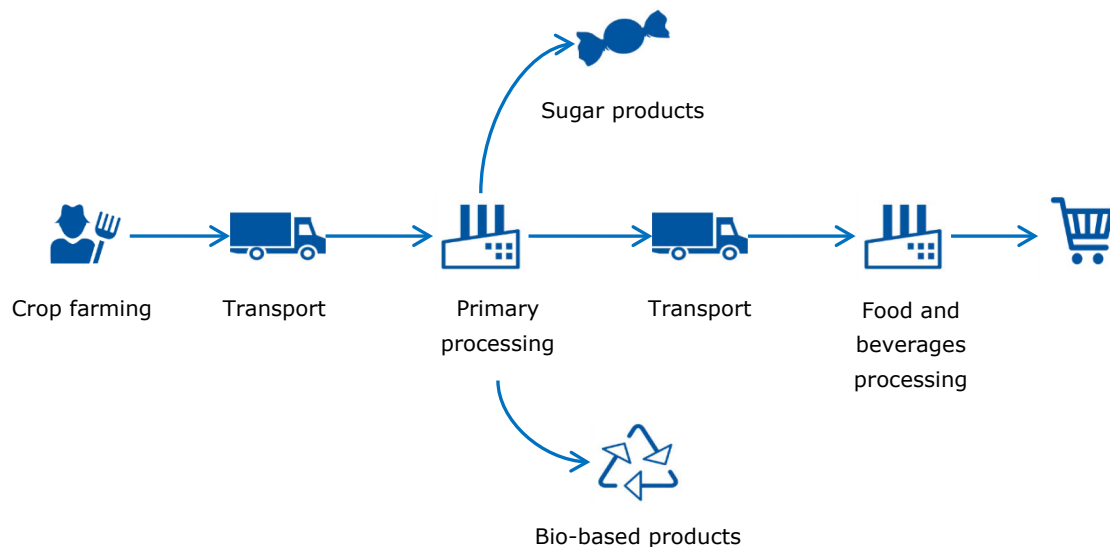 Sugar products
Crop farming
Transport
Primary
processing
Transport
Food and
beverages
processing
Bio-based products